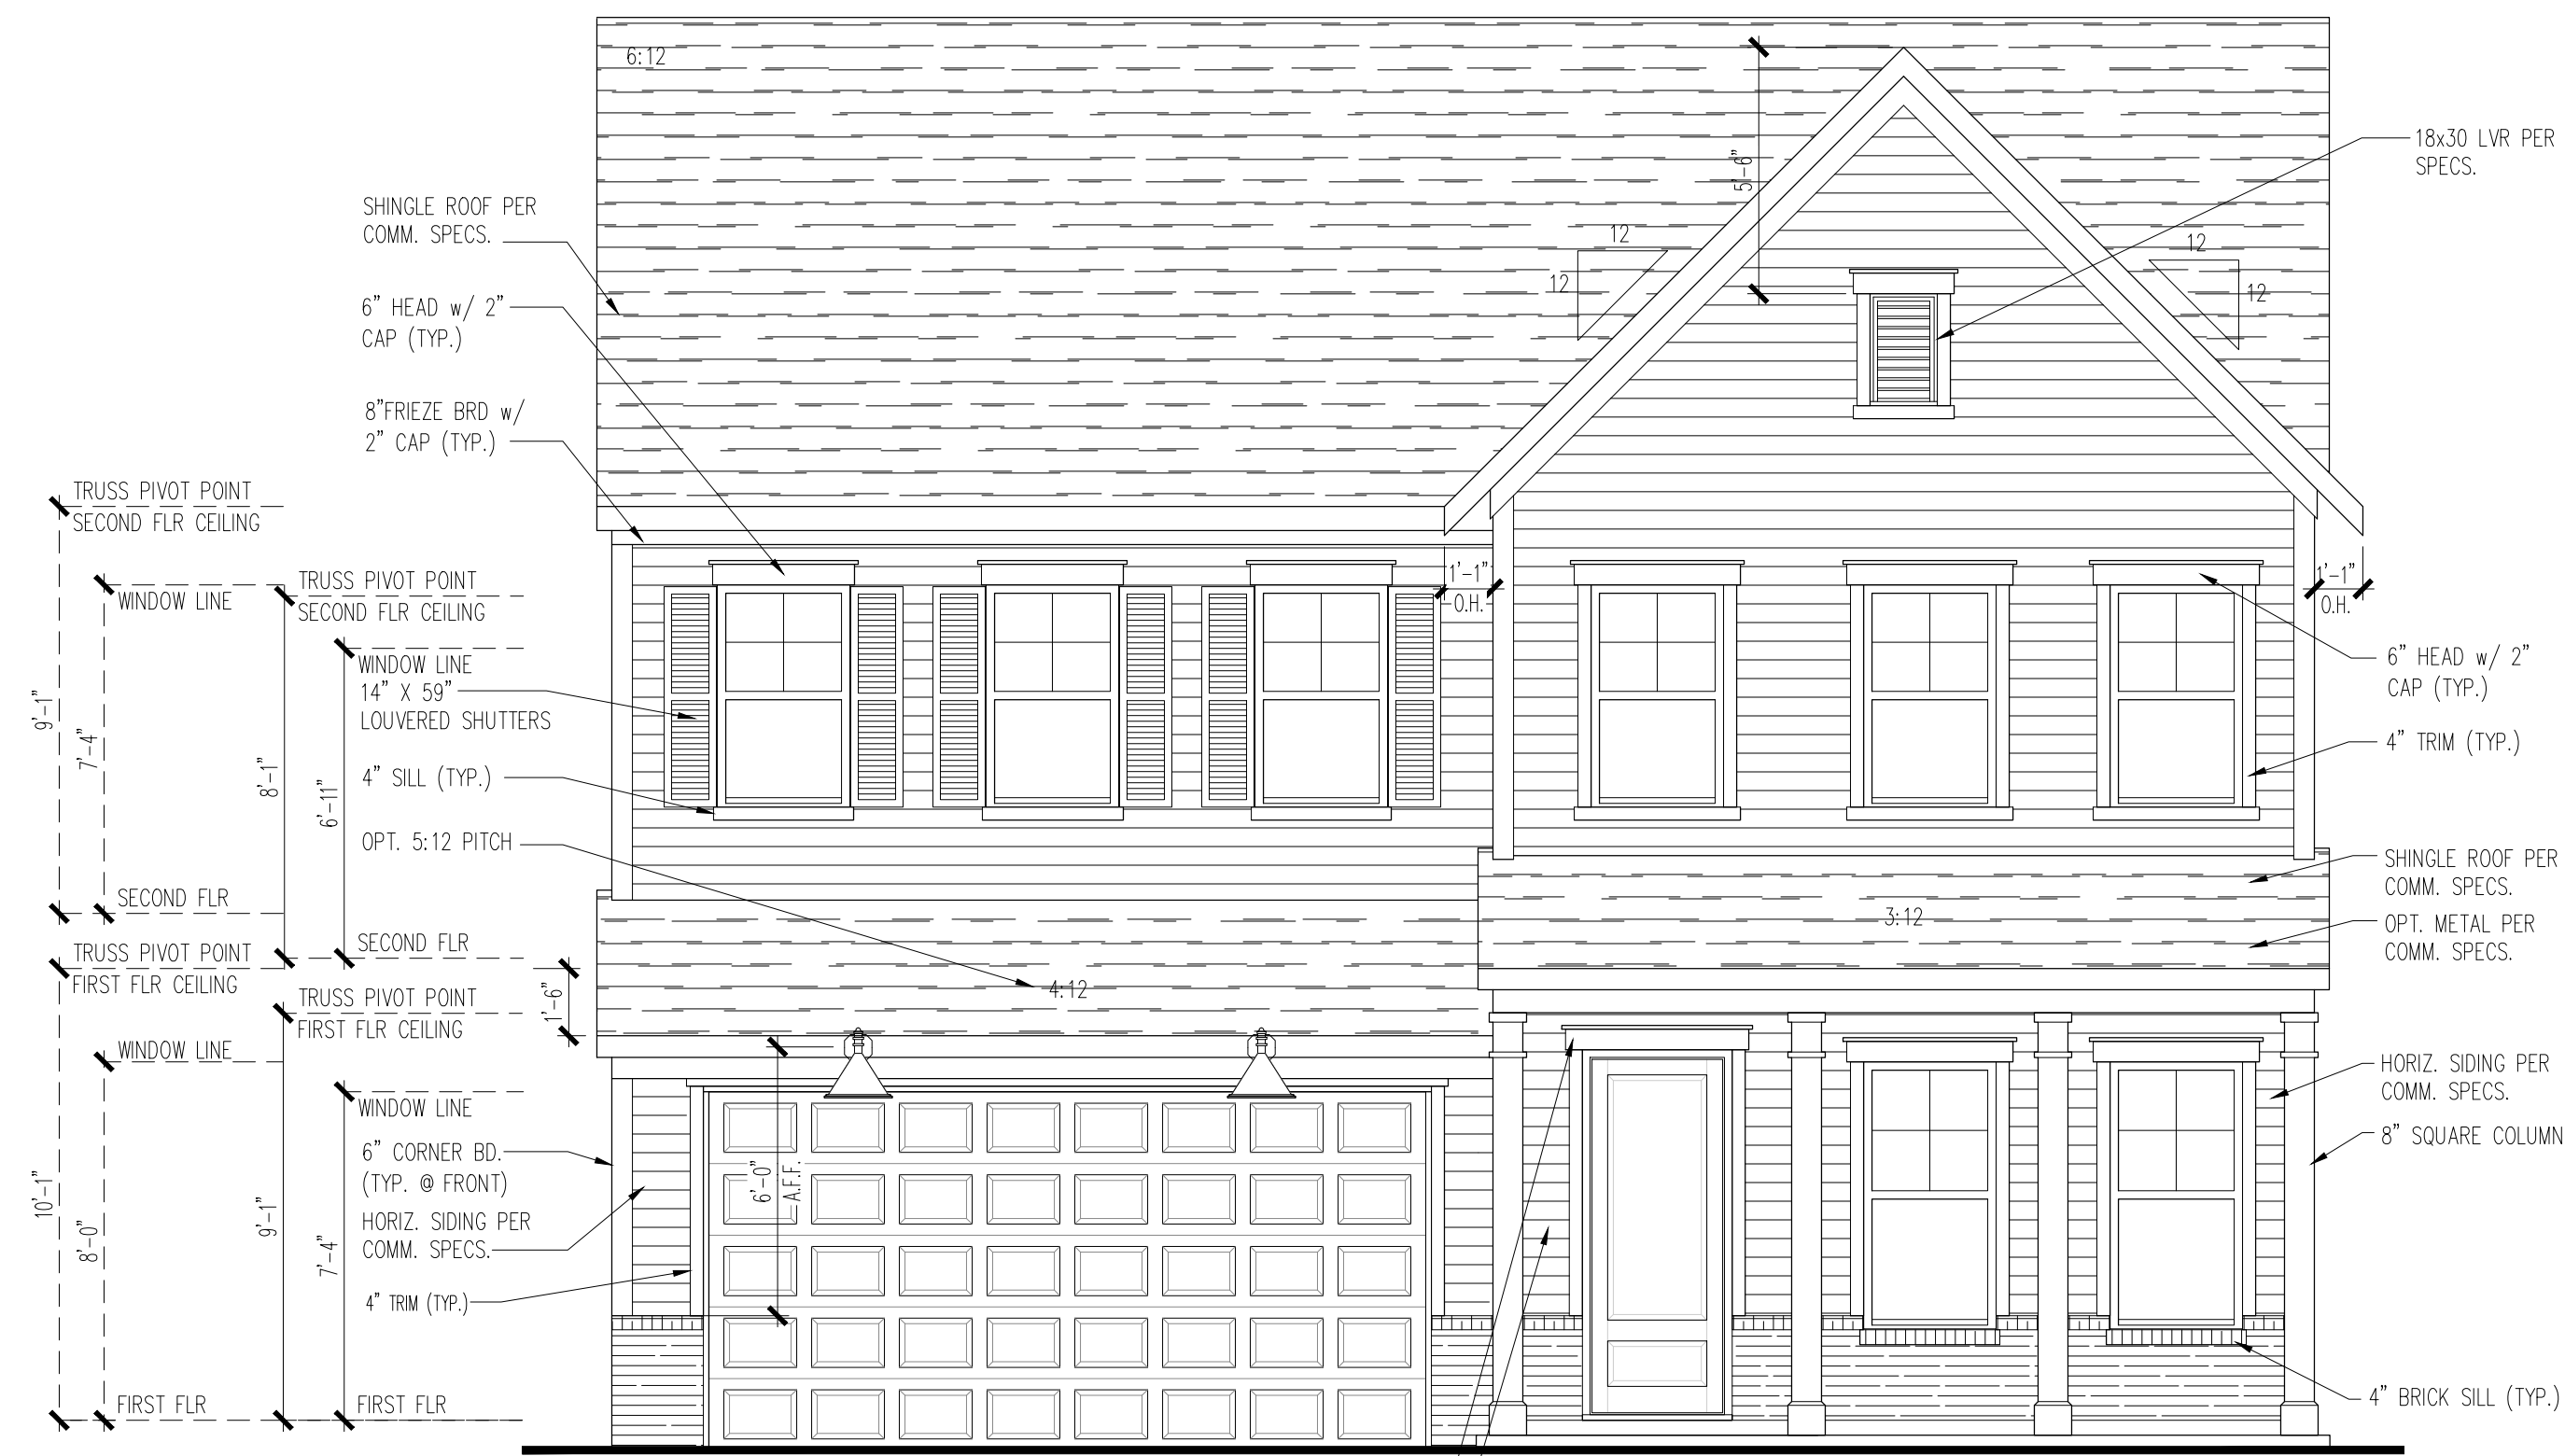 6:12
5'-6"
18x30 LVR PER
SPECS.
SHINGLE ROOF PER
COMM. SPECS.
12
12
12
12
6" HEAD w/ 2"
CAP (TYP.)
8"FRIEZE BRD w/
2" CAP (TYP.)
TRUSS PIVOT POINT
SECOND FLR CEILING
WINDOW LINE
TRUSS PIVOT POINT
SECOND FLR CEILING
WINDOW LINE
14" X 59"
LOUVERED SHUTTERS
1'-1"
O.H.
1'-1"
O.H.
6" HEAD w/ 2"
CAP (TYP.)
4" TRIM (TYP.)
9'-1"
7'-4"
8'-1"
6'-11"
4" SILL (TYP.)
OPT. 5:12 PITCH
SECOND FLR
SECOND FLR
SHINGLE ROOF PER
COMM. SPECS.
3:12
OPT. METAL PER
COMM. SPECS.
TRUSS PIVOT POINT
FIRST FLR CEILING
TRUSS PIVOT POINT
FIRST FLR CEILING
1'-6"
4:12
WINDOW LINE
WINDOW LINE
HORIZ. SIDING PER
COMM. SPECS.
8" SQUARE COLUMN
6" CORNER BD.
(TYP. @ FRONT)
HORIZ. SIDING PER
COMM. SPECS.
6'-0"
A.F.F.
10'-1"
8'-0"
9'-1"
7'-4"
4" TRIM (TYP.)
FIRST FLR
FIRST FLR
4" BRICK SILL (TYP.)